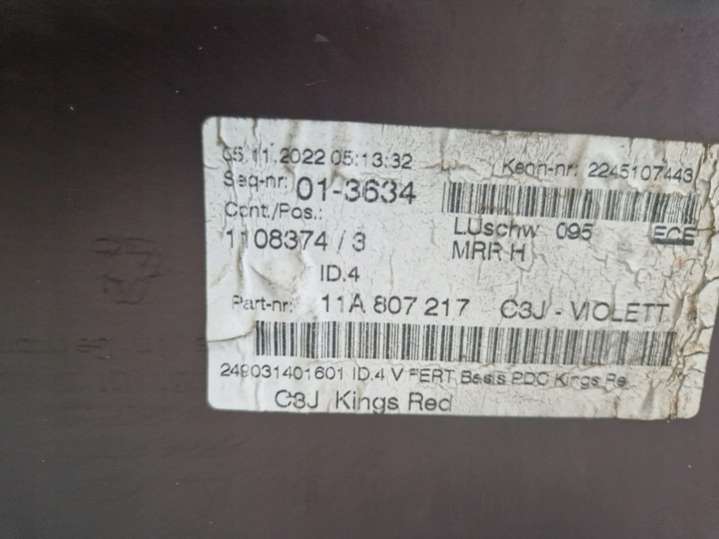 05.11.2022 05:13:32 Kenn-nr: 2245107443
Seq-nr: 01-3634
Cont./Pos.: LUschw 095 ECE
1108374 / 3 MRR H
ID.4
Part-nr: 11A 807 217 C3J - VIOLETT
249031401601 ID.4 V FERT Basis PDC Kings Re
C3J Kings Red